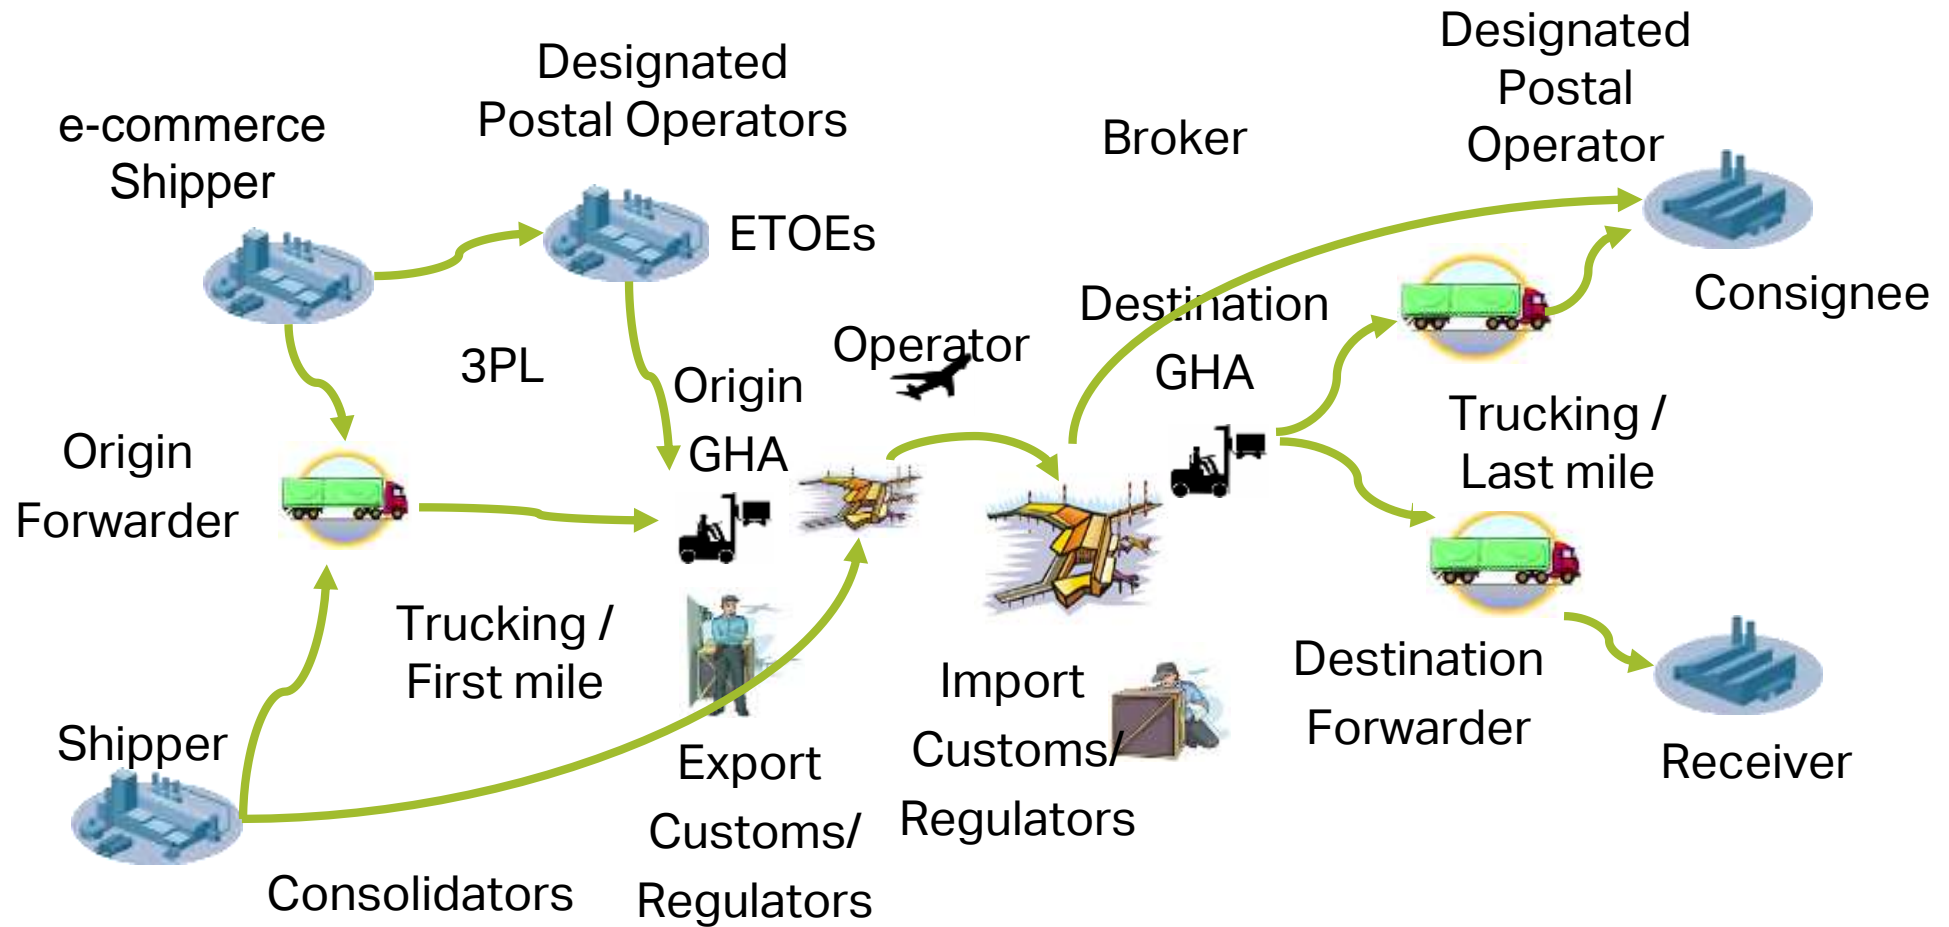 e-commerce
Shipper
Designated
Postal Operators
ETOEs
Broker
Designated
Postal
Operator
Consignee
3PL
Origin
GHA
Operator
Destination
GHA
Trucking /
Last mile
Origin
Forwarder
Trucking /
First mile
Shipper
Consolidators
Export
Customs/
Regulators
Import
Customs/
Regulators
Destination
Forwarder
Receiver